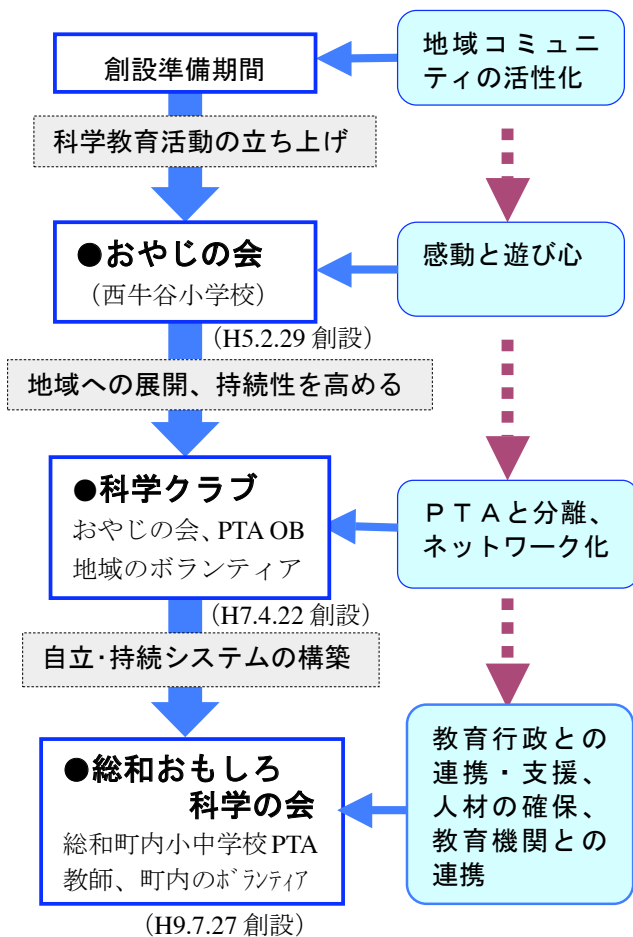 創設準備期間
地域コミュニ
ティの活性化
科学教育活動の立ち上げ
●おやじの会
（西牛谷小学校）
感動と遊び心
（H5.2.29 創設）
地域への展開、持続性を高める
●科学クラブ
おやじの会、PTA OB
地域のボランティア
ＰＴＡと分離、
ネットワーク化
（H7.4.22 創設）
自立･持続システムの構築
●総和おもしろ
科学の会
総和町内小中学校 PTA
教師、町内のﾎﾞﾗﾝﾃｨｱ
教育行政との
連携・支援、
人材の確保、
教育機関との
連携
（H9.7.27 創設）